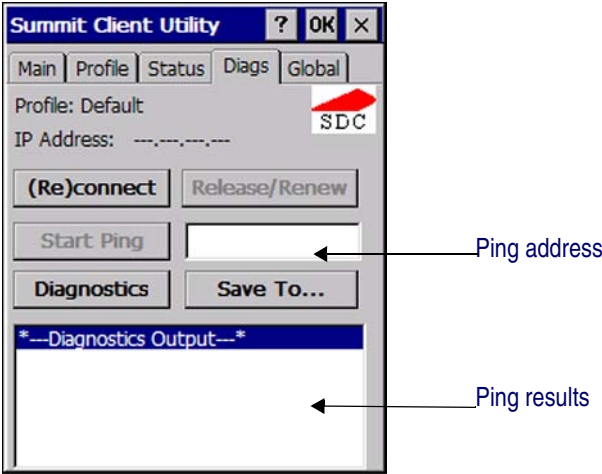 Summit Client Utility ? OK ×
Main Profile Status Diags Global
Profile: Default
SDC
IP Address: ---.---.---.---
(Re)connect Release/Renew
Start Ping
Ping address
Diagnostics Save To...
*---Diagnostics Output---*
Ping results